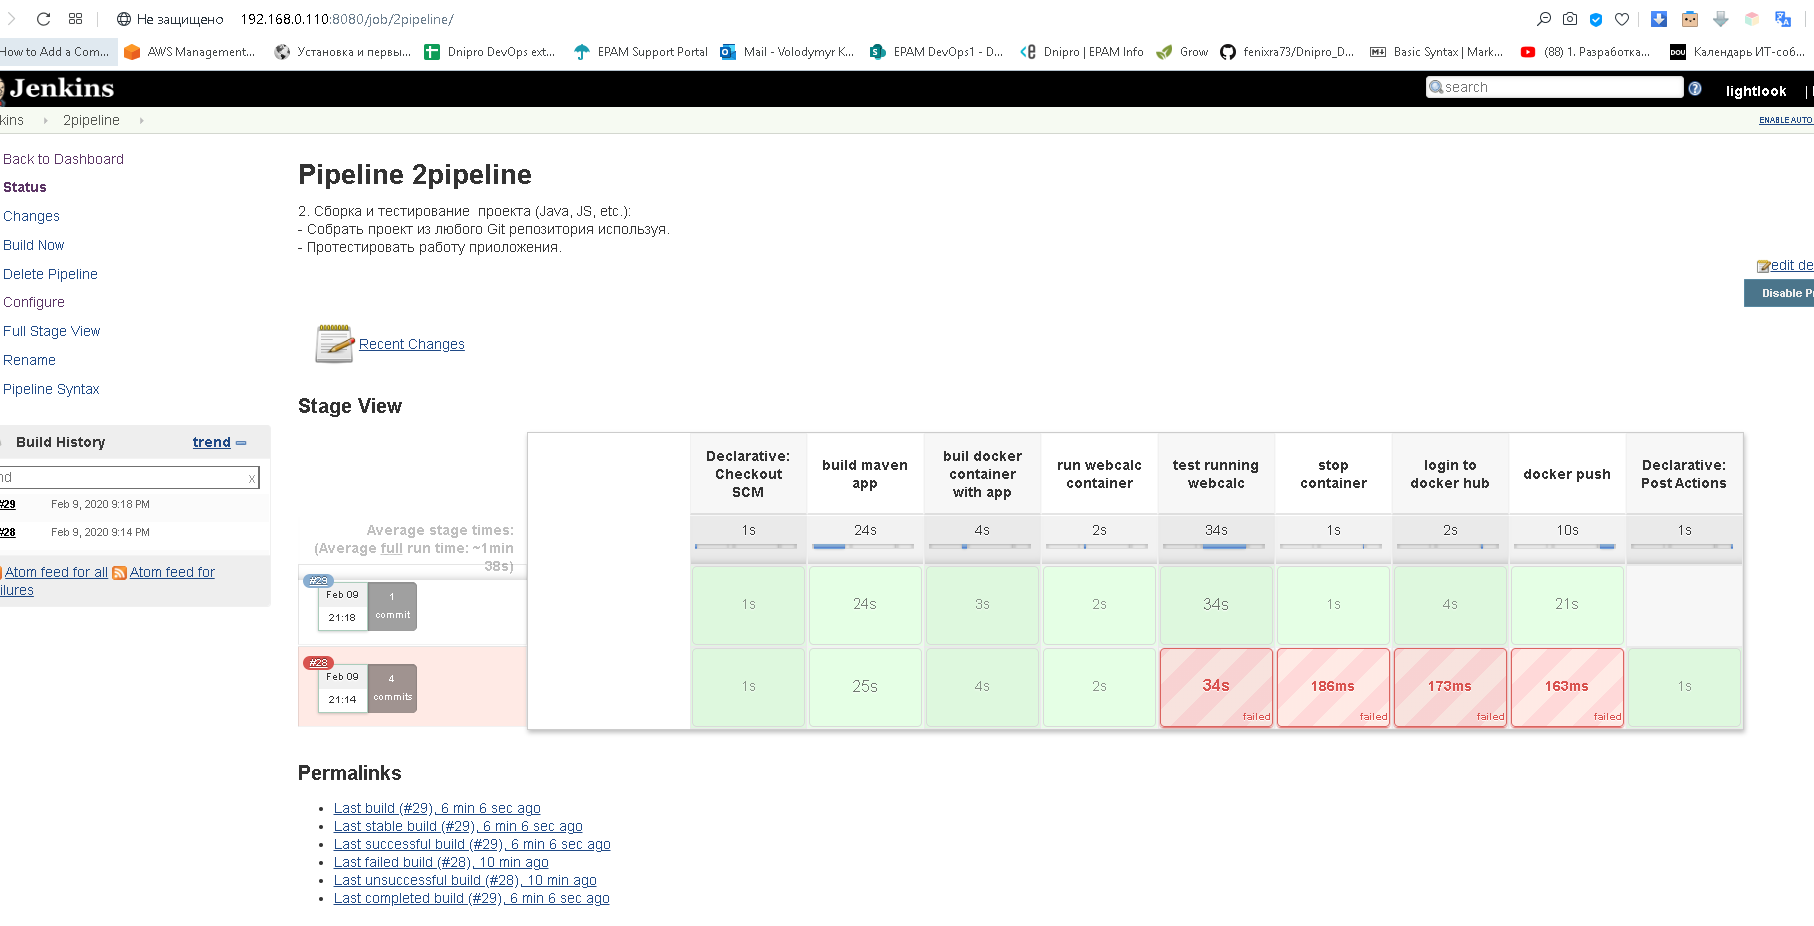 Не защищено 192.168.0.110:8080/job/2pipeline/
How to Add a Com... AWS Management... Установка и первы... Dnipro DevOps ext... EPAM Support Portal Mail - Volodymyr K... EPAM DevOps1 - D... Dnipro | EPAM Info Grow fenixra73/Dnipro_D... Basic Syntax | Mark... (88) 1. Разработка... DOU Календарь ИТ-соб...
Jenkins search lightlook |
kins 2pipeline ENABLE AUTO
Back to Dashboard
Status
Changes
Build Now
Delete Pipeline
Configure
Full Stage View
Rename
Pipeline Syntax
Build History trend
nd x
#29 Feb 9, 2020 9:18 PM
#28 Feb 9, 2020 9:14 PM
Atom feed for all Atom feed for
ilures
Pipeline 2pipeline
2. Сборка и тестирование проекта (Java, JS, etc.):
- Собрать проект из любого Git репозитория используя.
- Протестировать работу приоложения.
edit de
Disable P
Recent Changes
Stage View
Declarative: Checkout SCM
build maven app
buil docker container with app
run webcalc container
test running webcalc
stop container
login to docker hub
docker push
Declarative: Post Actions
Average stage times:
(Average full run time: ~1min
38s)
1s 24s 4s 2s 34s 1s 2s 10s 1s
#29
Feb 09 21:18
1 commit
1s 24s 3s 2s 34s 1s 4s 21s
#28
Feb 09 21:14
4 commits
1s 25s 4s 2s 34s 186ms 173ms 163ms 1s
failed failed failed failed
Permalinks
Last build (#29), 6 min 6 sec ago
Last stable build (#29), 6 min 6 sec ago
Last successful build (#29), 6 min 6 sec ago
Last failed build (#28), 10 min ago
Last unsuccessful build (#28), 10 min ago
Last completed build (#29), 6 min 6 sec ago